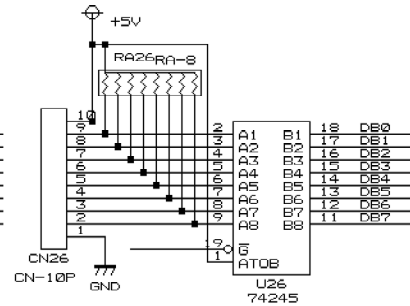 +5V
RA26 RA-8
10
9
8
7
6
5
4
3
2
1
CN26
CN-10P
GND
2 A1 B1 18 DB0
3 A2 B2 17 DB1
4 A3 B3 16 DB2
5 A4 B4 15 DB3
6 A5 B5 14 DB4
7 A6 B6 13 DB5
8 A7 B7 12 DB6
9 A8 B8 11 DB7
19 G
1 ATOB
U26
74245